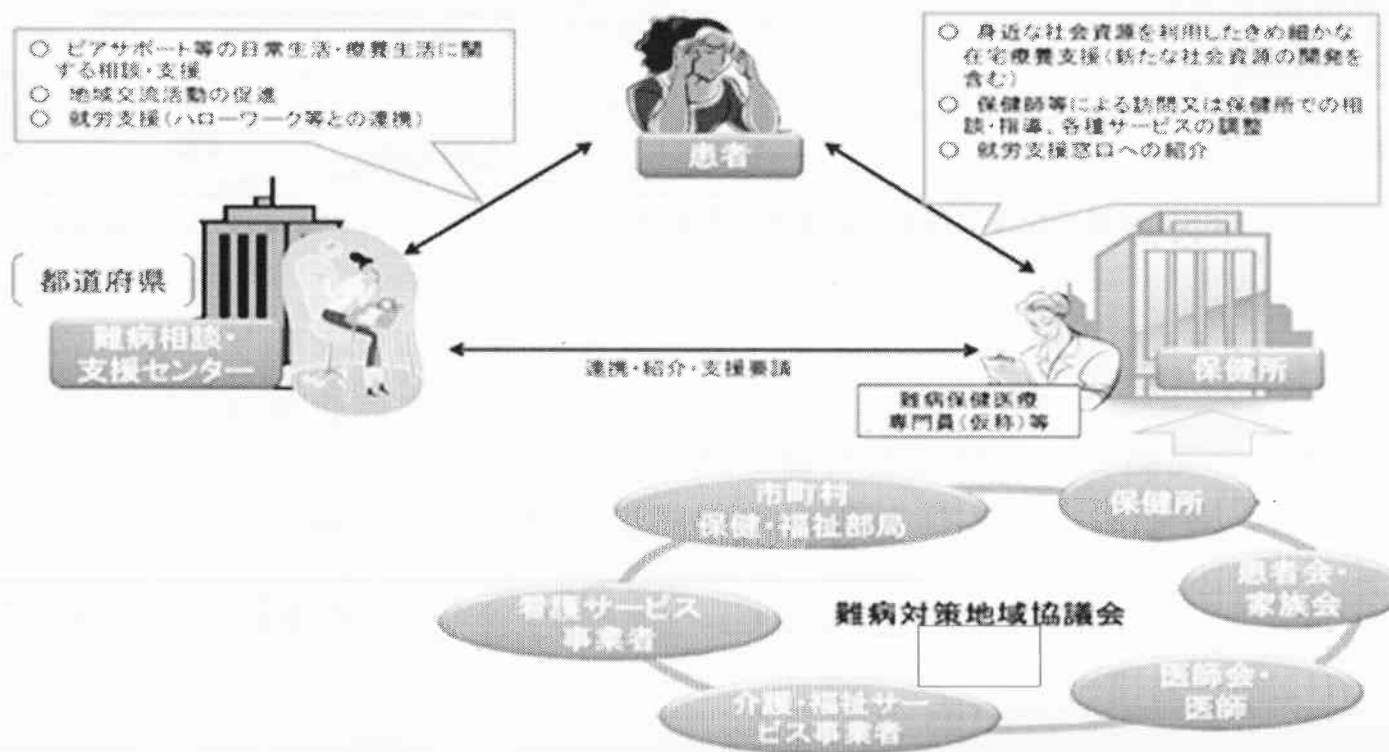 ○ ピアサポート等の日常生活・療養生活に関
する相談・支援
○ 地域交流活動の促進
○ 就労支援(ハローワーク等との連携)
○ 身近な社会資源を利用したきめ細かな
在宅療養支援(新たな社会資源の開発を
含む)
○ 保健師等による訪問又は保健所での相
談・指導、各種サービスの調整
○ 就労支援窓口への紹介
患者
都道府県
難病相談・
支援センター
連携・紹介・支援要請
保健所
難病保健医療
専門員(仮称)等
市町村
保健・福祉部局
保健所
患者会・
家族会
看護サービス
事業者
難病対策地域協議会
医師会・
医師
介護・福祉サー
ビス事業者